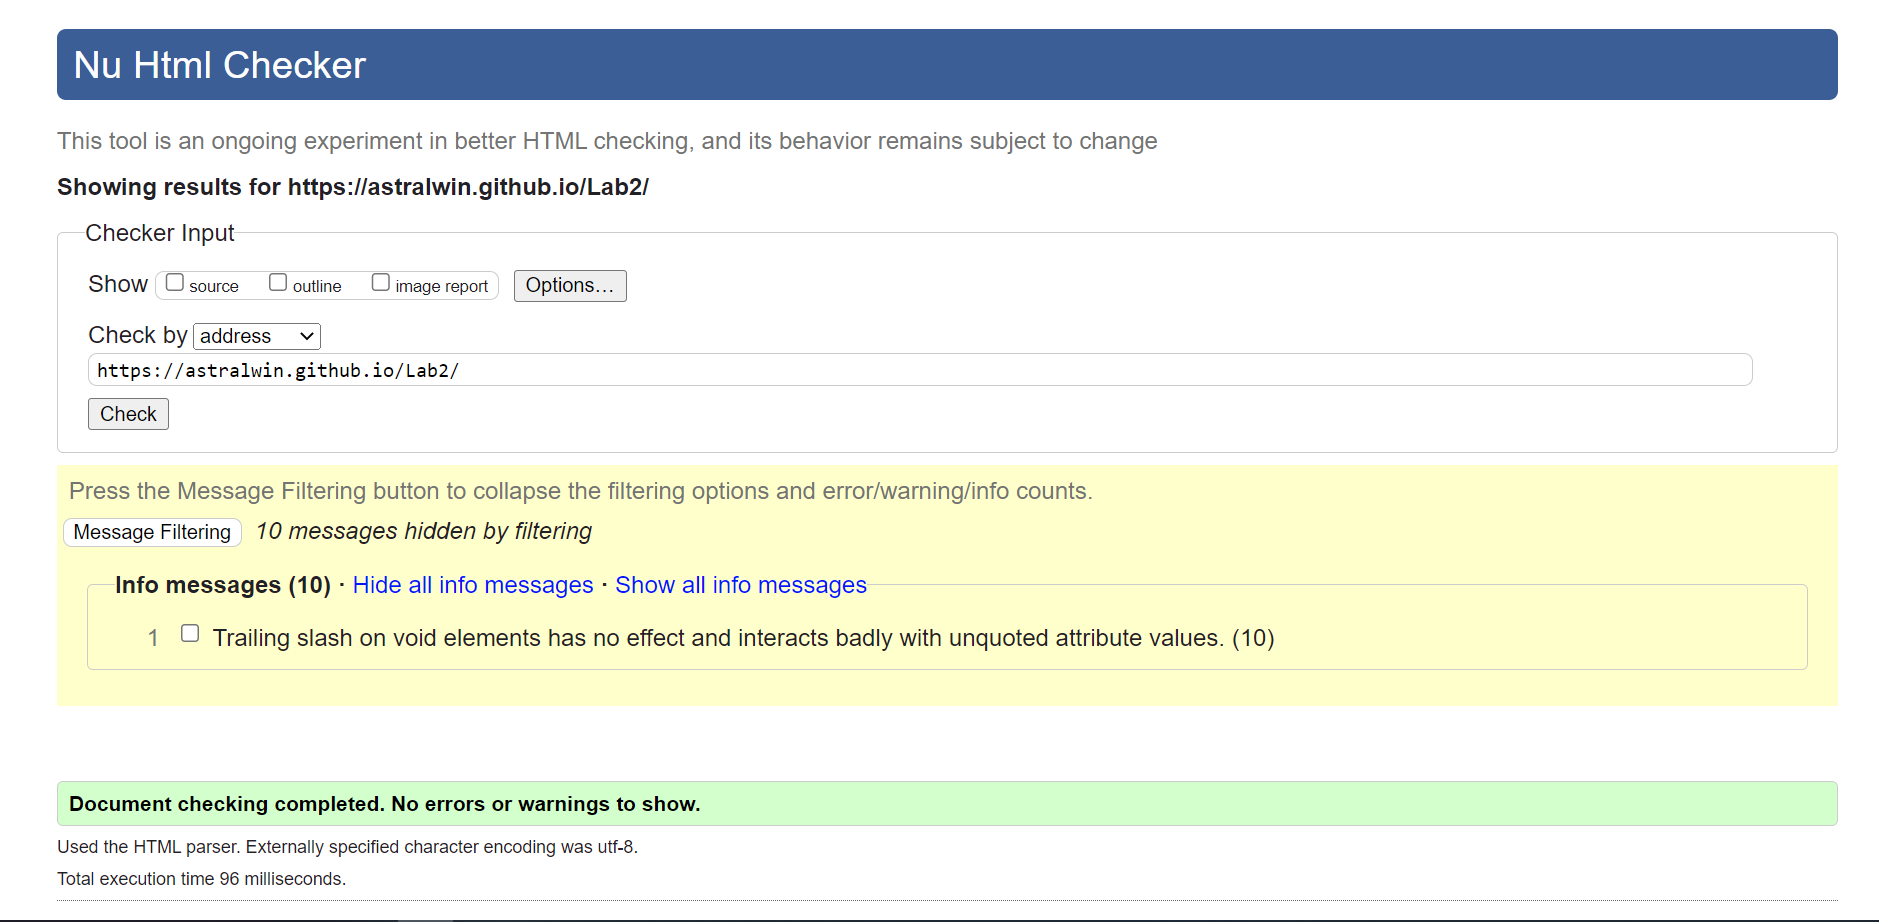 Nu Html Checker
This tool is an ongoing experiment in better HTML checking, and its behavior remains subject to change
Showing results for https://astralwin.github.io/Lab2/
Checker Input
Show source outline image report Options...
Check by address
https://astralwin.github.io/Lab2/
Check
Press the Message Filtering button to collapse the filtering options and error/warning/info counts.
Message Filtering 10 messages hidden by filtering
Info messages (10) · Hide all info messages · Show all info messages
1 Trailing slash on void elements has no effect and interacts badly with unquoted attribute values. (10)
Document checking completed. No errors or warnings to show.
Used the HTML parser. Externally specified character encoding was utf-8.
Total execution time 96 milliseconds.